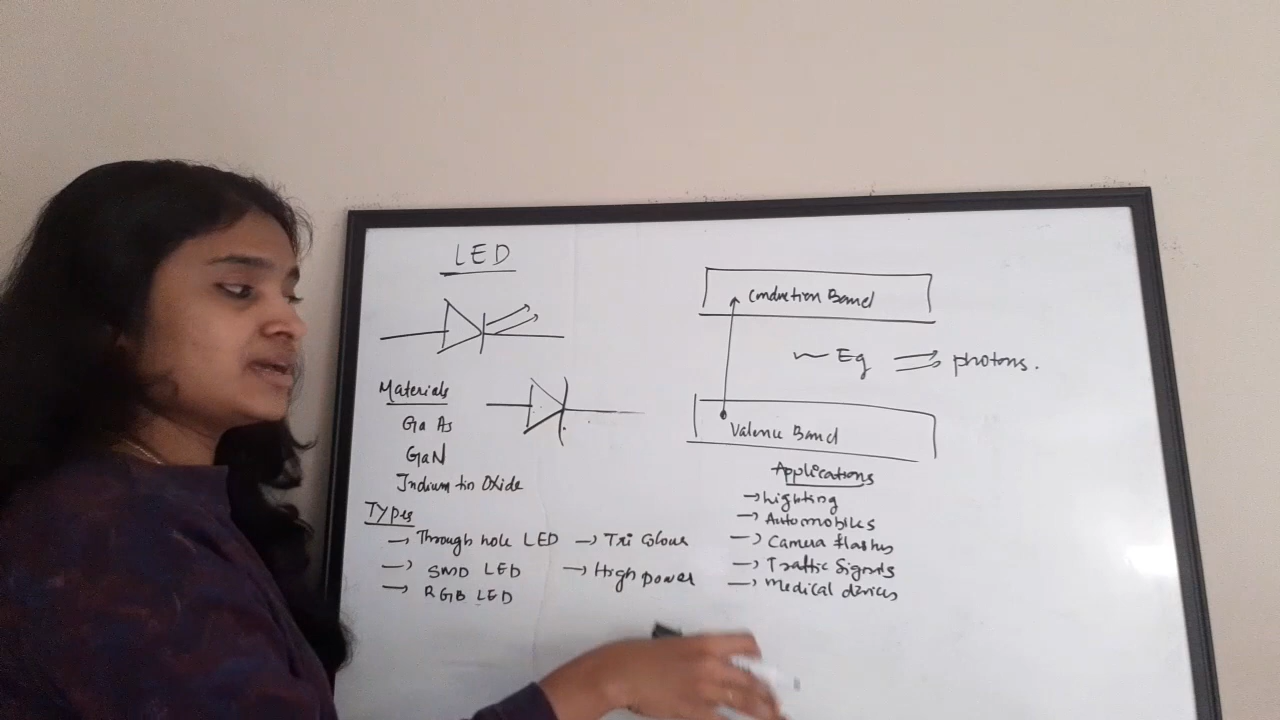 LED
Materials
Ga As
GaN
Indium tin Oxide
Types
→ Through hole LED → Tri Colour
→ SMD LED → High power
→ RGB LED
Conduction Band
~ Eg ⇒ photons.
Valence Band
Applications
→ Lighting
→ Automobiles
→ Camera flashes
→ Traffic Signals
→ Medical devices